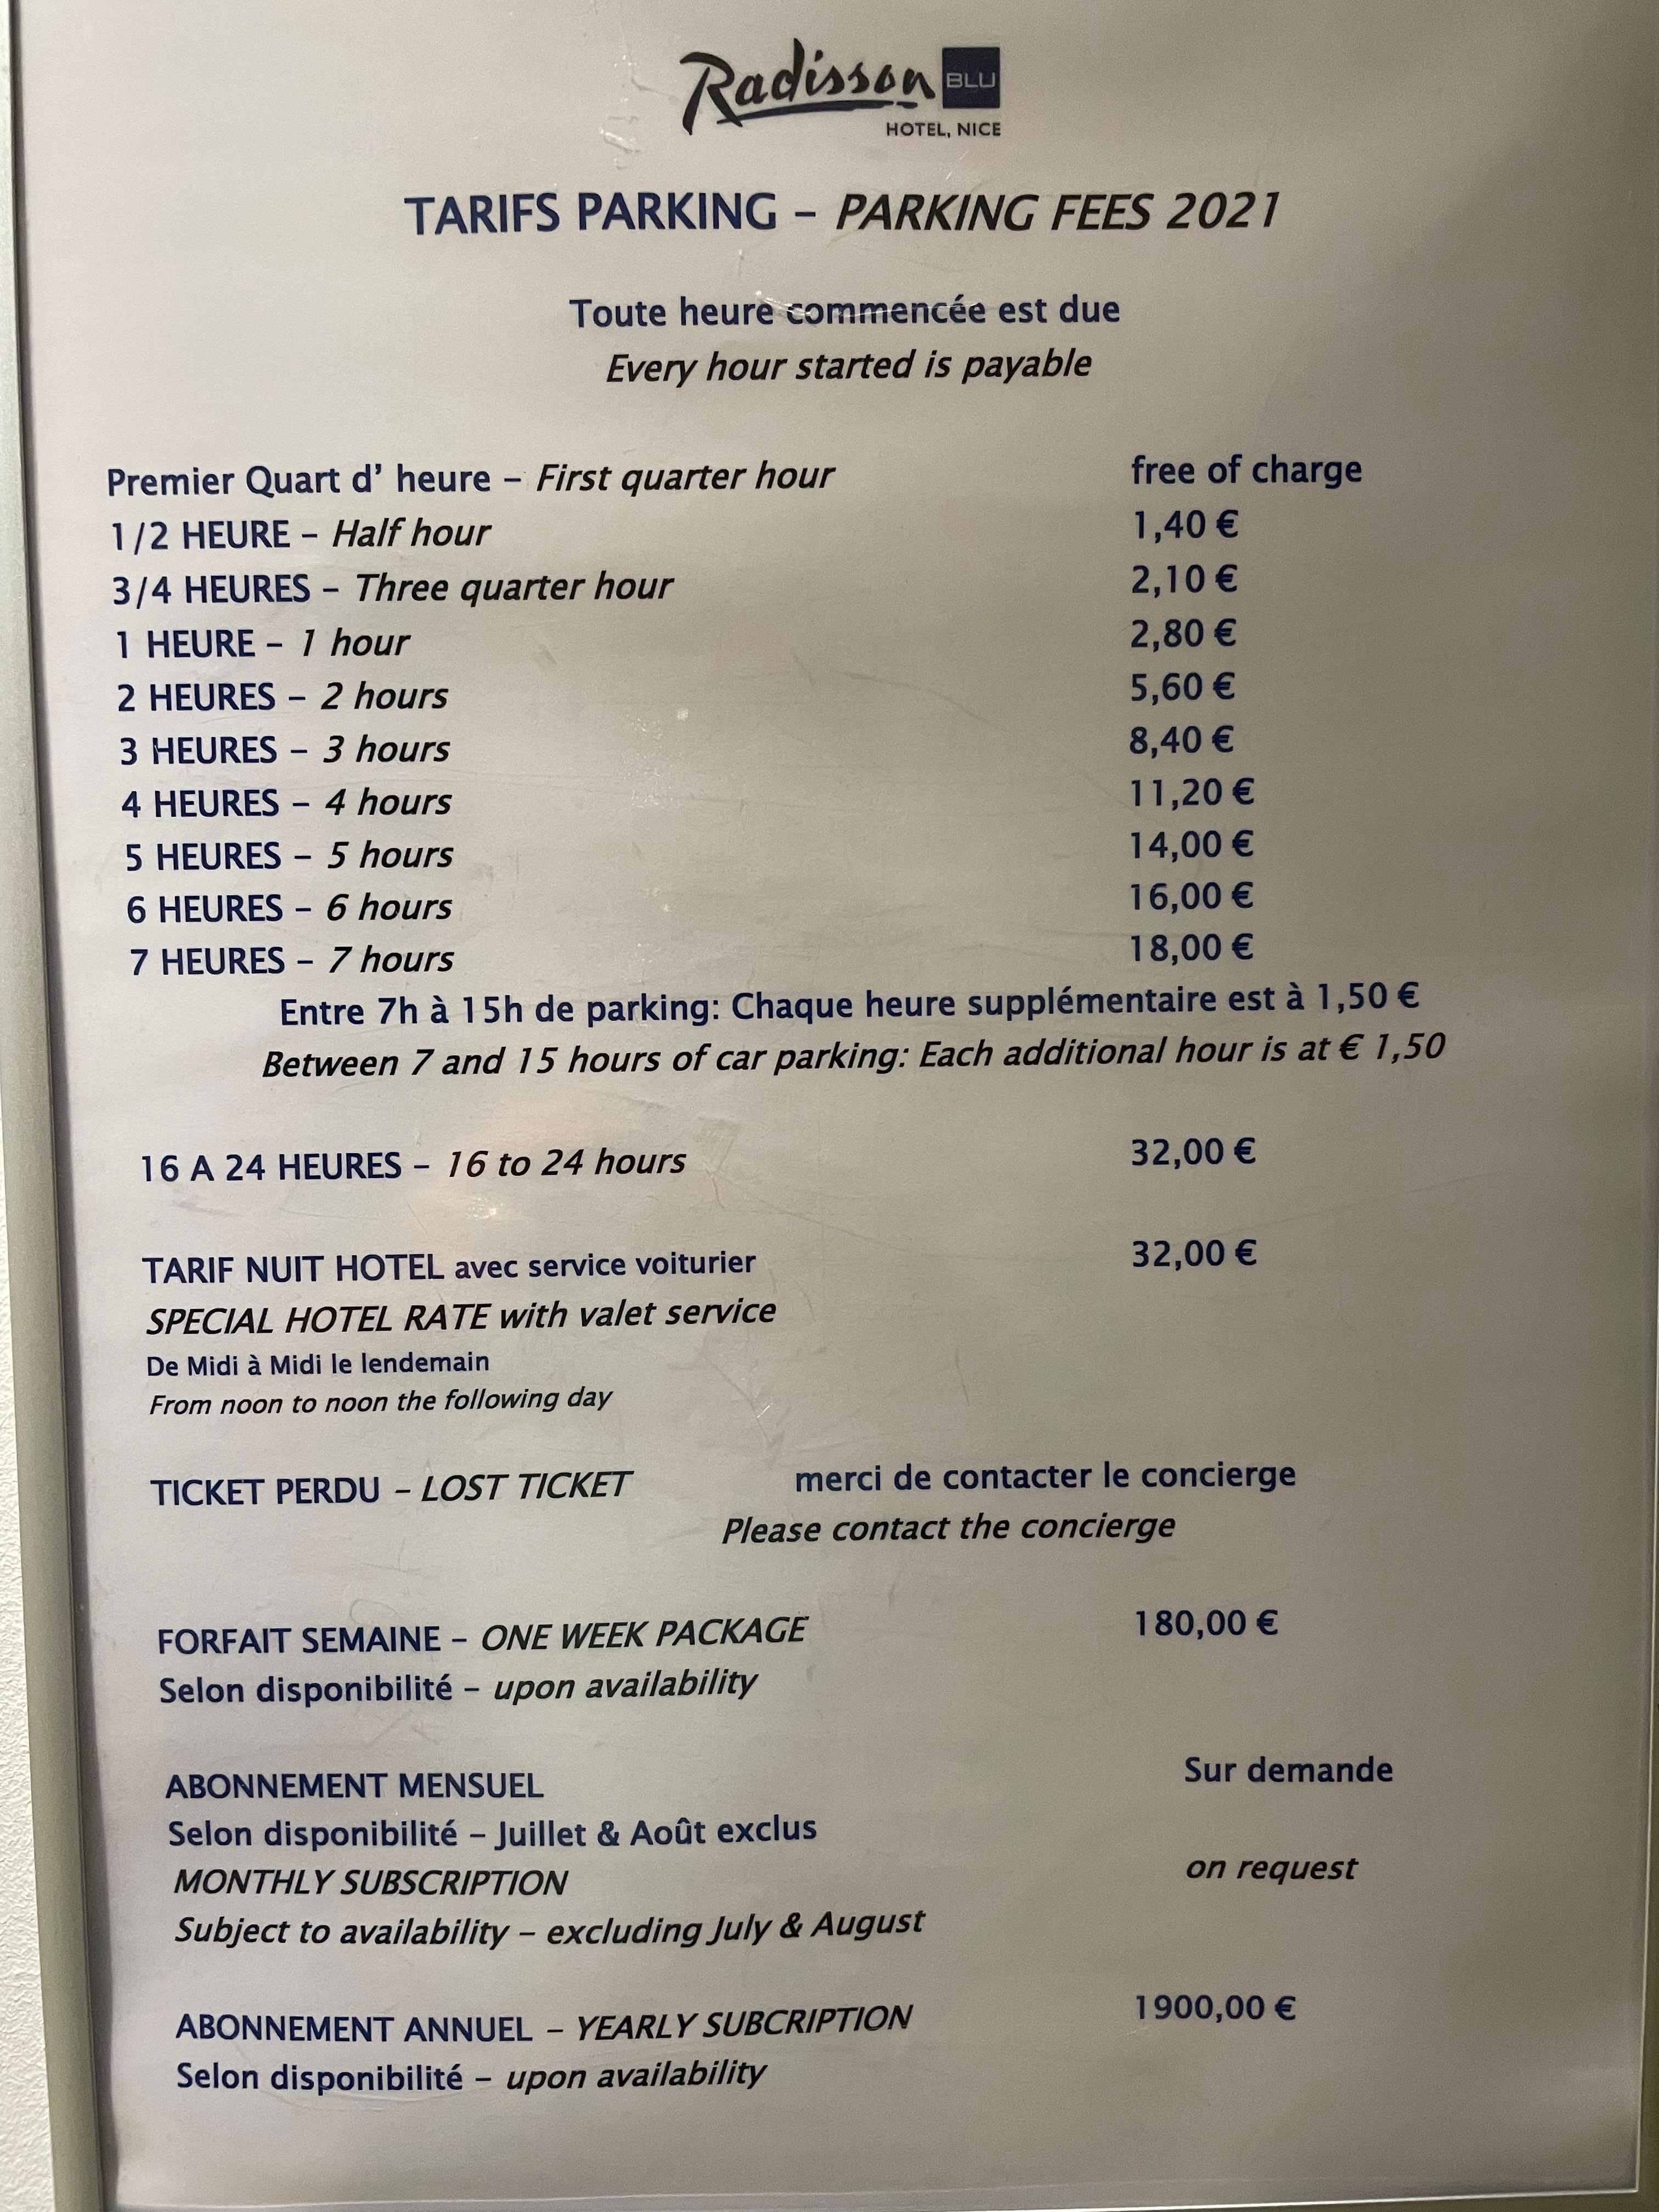 Radisson BLU
HOTEL, NICE
TARIFS PARKING – PARKING FEES 2021
Toute heure commencée est due
Every hour started is payable
Premier Quart d' heure – First quarter hour free of charge
1/2 HEURE – Half hour 1,40 €
3/4 HEURES – Three quarter hour 2,10 €
1 HEURE – 1 hour 2,80 €
2 HEURES – 2 hours 5,60 €
3 HEURES – 3 hours 8,40 €
4 HEURES – 4 hours 11,20 €
5 HEURES – 5 hours 14,00 €
6 HEURES – 6 hours 16,00 €
7 HEURES – 7 hours 18,00 €
Entre 7h à 15h de parking: Chaque heure supplémentaire est à 1,50 €
Between 7 and 15 hours of car parking: Each additional hour is at € 1,50
16 A 24 HEURES – 16 to 24 hours 32,00 €
TARIF NUIT HOTEL avec service voiturier 32,00 €
SPECIAL HOTEL RATE with valet service
De Midi à Midi le lendemain
From noon to noon the following day
TICKET PERDU – LOST TICKET merci de contacter le concierge
Please contact the concierge
FORFAIT SEMAINE – ONE WEEK PACKAGE 180,00 €
Selon disponibilité – upon availability
ABONNEMENT MENSUEL Sur demande
Selon disponibilité – Juillet & Août exclus
MONTHLY SUBSCRIPTION on request
Subject to availability – excluding July & August
ABONNEMENT ANNUEL – YEARLY SUBCRIPTION 1900,00 €
Selon disponibilité – upon availability